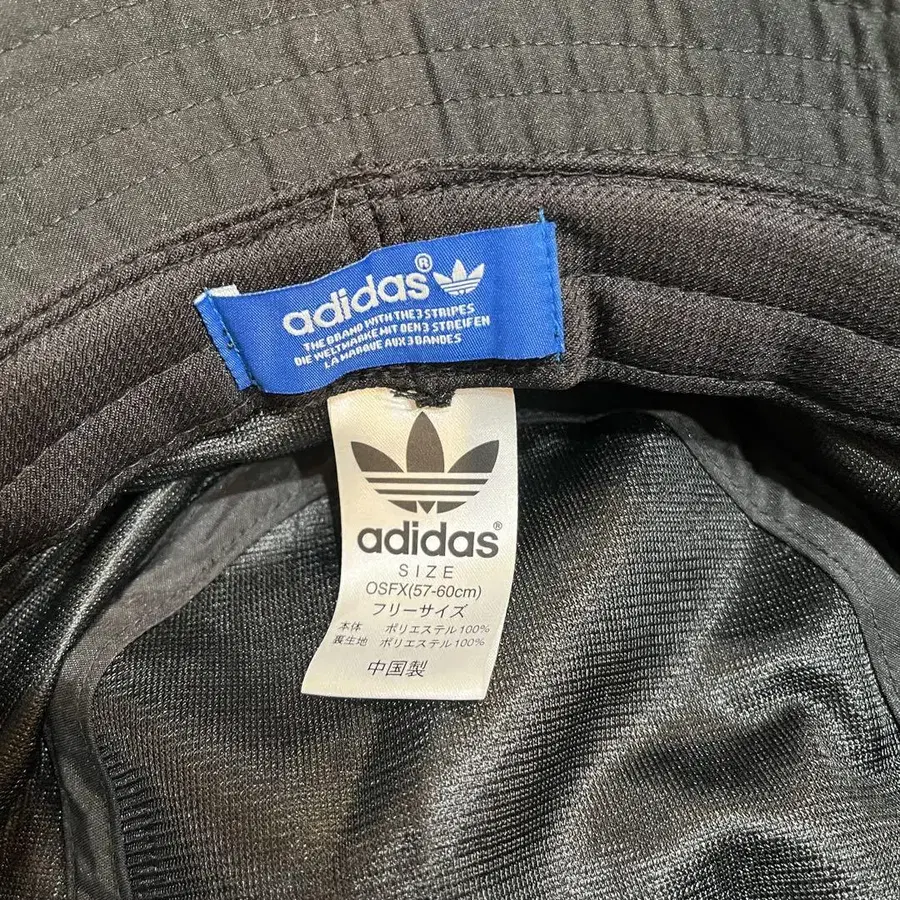 adidas®
THE BRAND WITH THE 3 STRIPES
DIE WELTMARKE MIT DEN 3 STREIFEN
LA MARQUE AUX 3 BANDES
adidas®
SIZE
OSFX(57-60cm)
フリーサイズ
本体 ポリエステル100%
裏生地 ポリエステル100%
中国製